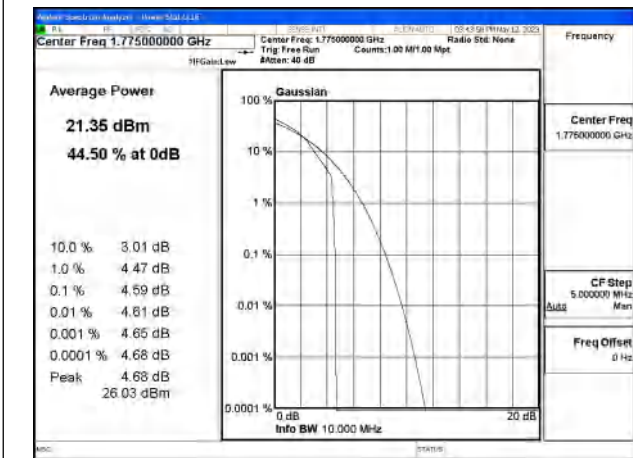 Center Freq 1.775000000 GHz
#IFGain:Low
Center Freq: 1.775000000 GHz
Trig: Free Run Counts:1.00 M/1.00 Mpt
#Atten: 40 dB
Radio Std: None
Frequency
Average Power
21.35 dBm
44.50 % at 0dB
10.0 % 3.01 dB
1.0 % 4.47 dB
0.1 % 4.59 dB
0.01 % 4.61 dB
0.001 % 4.65 dB
0.0001 % 4.68 dB
Peak 4.68 dB
26.03 dBm
Gaussian
100 %
10 %
1 %
0.1 %
0.01 %
0.001 %
0.0001 %
0 dB
20 dB
Info BW 10.000 MHz
Center Freq
1.775000000 GHz
CF Step
5.000000 MHz
Auto Man
Freq Offset
0 Hz
MSG
STATUS